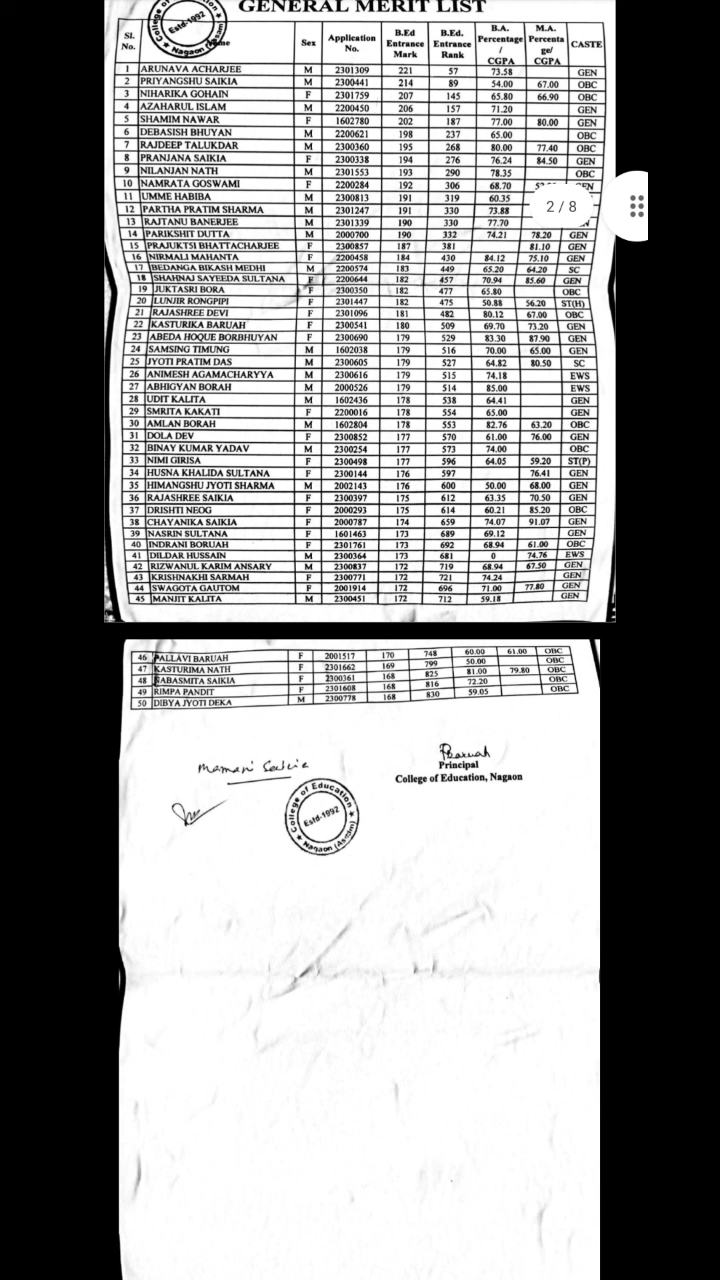 GENERAL MERIT LIST
Sl. No. Name Sex Application No. B.Ed Entrance Mark B.Ed. Entrance Rank B.A. Percentage/ CGPA M.A. Percentage/ CGPA CASTE
1 ARUNAVA ACHARJEE M 2301309 221 57 73.58 GEN
2 PRIYANGSHU SAIKIA M 2300441 214 89 54.00 67.00 OBC
3 NIHARIKA GOHAIN F 2301759 207 145 65.80 66.90 OBC
4 AZAHARUL ISLAM M 2200450 206 157 71.20 GEN
5 SHAMIM NAWAR F 1602780 202 187 77.00 80.00 GEN
6 DEBASISH BHUYAN M 2200621 198 237 65.00 OBC
7 RAJDEEP TALUKDAR M 2300360 195 268 80.00 77.40 OBC
8 PRANJANA SAIKIA F 2300338 194 276 76.24 84.50 GEN
9 NILANJAN NATH M 2301553 193 290 78.35 OBC
10 NAMRATA GOSWAMI F 2200284 192 306 68.70
11 UMME HABIBA M 2300813 191 319 60.35
12 PARTHA PRATIM SHARMA M 2301247 191 330 73.88
13 RAJTANU BANERJEE M 2301339 190 330 77.70
2 / 8
14 PARIKSHIT DUTTA M 2000700 190 332 74.21 78.20 GEN
15 PRAJUKTSI BHATTACHARJEE F 2300857 187 381 81.10 GEN
16 NIRMALI MAHANTA F 2200458 184 430 84.12 75.10 GEN
17 BEDANGA BIKASH MEDHI M 2200574 183 449 65.20 64.20 SC
18 SHAHNAJ SAYEEDA SULTANA F 2200644 182 457 70.94 85.60 GEN
19 JUKTASRI BORA F 2300350 182 477 65.80 OBC
20 LUNJIR RONGPIPI F 2301447 182 475 50.88 56.20 ST(H)
21 RAJASHREE DEVI F 2301096 181 482 80.12 67.00 OBC
22 KASTURIKA BARUAH F 2300541 180 509 69.70 73.20 GEN
23 ABEDA HOQUE BORBHUYAN F 2300690 179 529 83.30 87.90 GEN
24 SAMSING TIMUNG M 1602038 179 516 70.00 65.00 GEN
25 JYOTI PRATIM DAS M 2300605 179 527 64.82 80.50 SC
26 ANIMESH AGAMACHARYYA M 2300616 179 515 74.18 EWS
27 ABHIGYAN BORAH M 2000526 179 514 85.00 EWS
28 UDIT KALITA M 1602436 178 538 64.41 GEN
29 SMRITA KAKATI F 2200016 178 554 65.00 GEN
30 AMLAN BORAH M 1602804 178 553 82.76 63.20 OBC
31 DOLA DEV F 2300852 177 570 61.00 76.00 GEN
32 BINAY KUMAR YADAV M 2300254 177 573 74.00 OBC
33 NIMI GIRISA F 2300498 177 596 64.05 59.20 ST(P)
34 HUSNA KHALIDA SULTANA F 2300144 176 597 76.41 GEN
35 HIMANGSHU JYOTI SHARMA M 2002143 176 600 50.00 68.00 GEN
36 RAJASHREE SAIKIA F 2300397 175 612 63.35 70.50 GEN
37 DRISHTI NEOG F 2000293 175 614 60.21 85.20 OBC
38 CHAYANIKA SAIKIA F 2000787 174 659 74.07 91.07 GEN
39 NASRIN SULTANA F 1601463 173 689 69.12 GEN
40 INDRANI BORUAH F 2301761 173 692 68.94 61.00 OBC
41 DILDAR HUSSAIN M 2300364 173 681 0 74.76 EWS
42 RIZWANUL KARIM ANSARY M 2300837 172 719 68.94 67.50 GEN
43 KRISHNAKHI SARMAH F 2300771 172 721 74.24 GEN
44 SWAGOTA GAUTOM F 2001914 172 696 71.00 77.80 GEN
45 MANJIT KALITA M 2300451 172 712 59.18 GEN
46 PALLAVI BARUAH F 2001517 170 748 60.00 61.00 OBC
47 KASTURIMA NATH F 2301662 169 799 50.00 OBC
48 SABASMITA SAIKIA F 2300361 168 825 81.00 79.80 OBC
49 RIMPA PANDIT F 2301608 168 816 72.20 OBC
50 DIBYA JYOTI DEKA M 2300778 168 830 59.05 OBC
Mamani Saikia
PBaruah
Principal
College of Education, Nagaon
College of Education
Estd-1992
Nagaon (Assam)